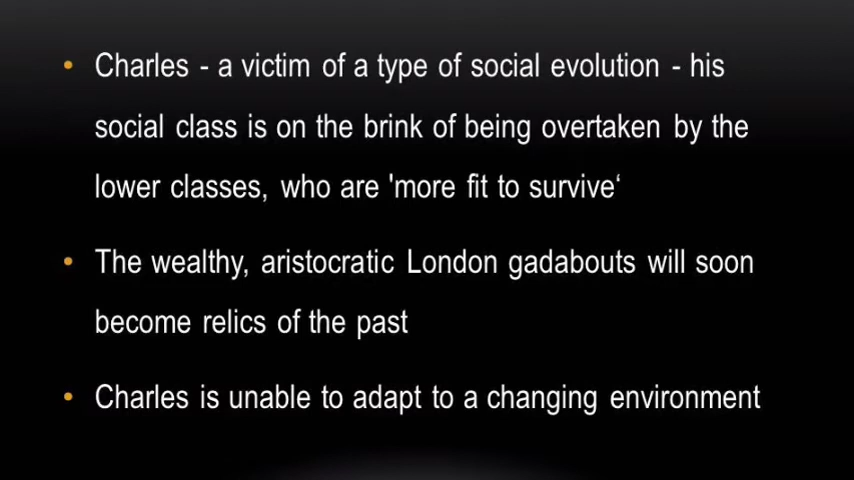 • Charles - a victim of a type of social evolution - his
social class is on the brink of being overtaken by the
lower classes, who are 'more fit to survive‘
• The wealthy, aristocratic London gadabouts will soon
become relics of the past
• Charles is unable to adapt to a changing environment